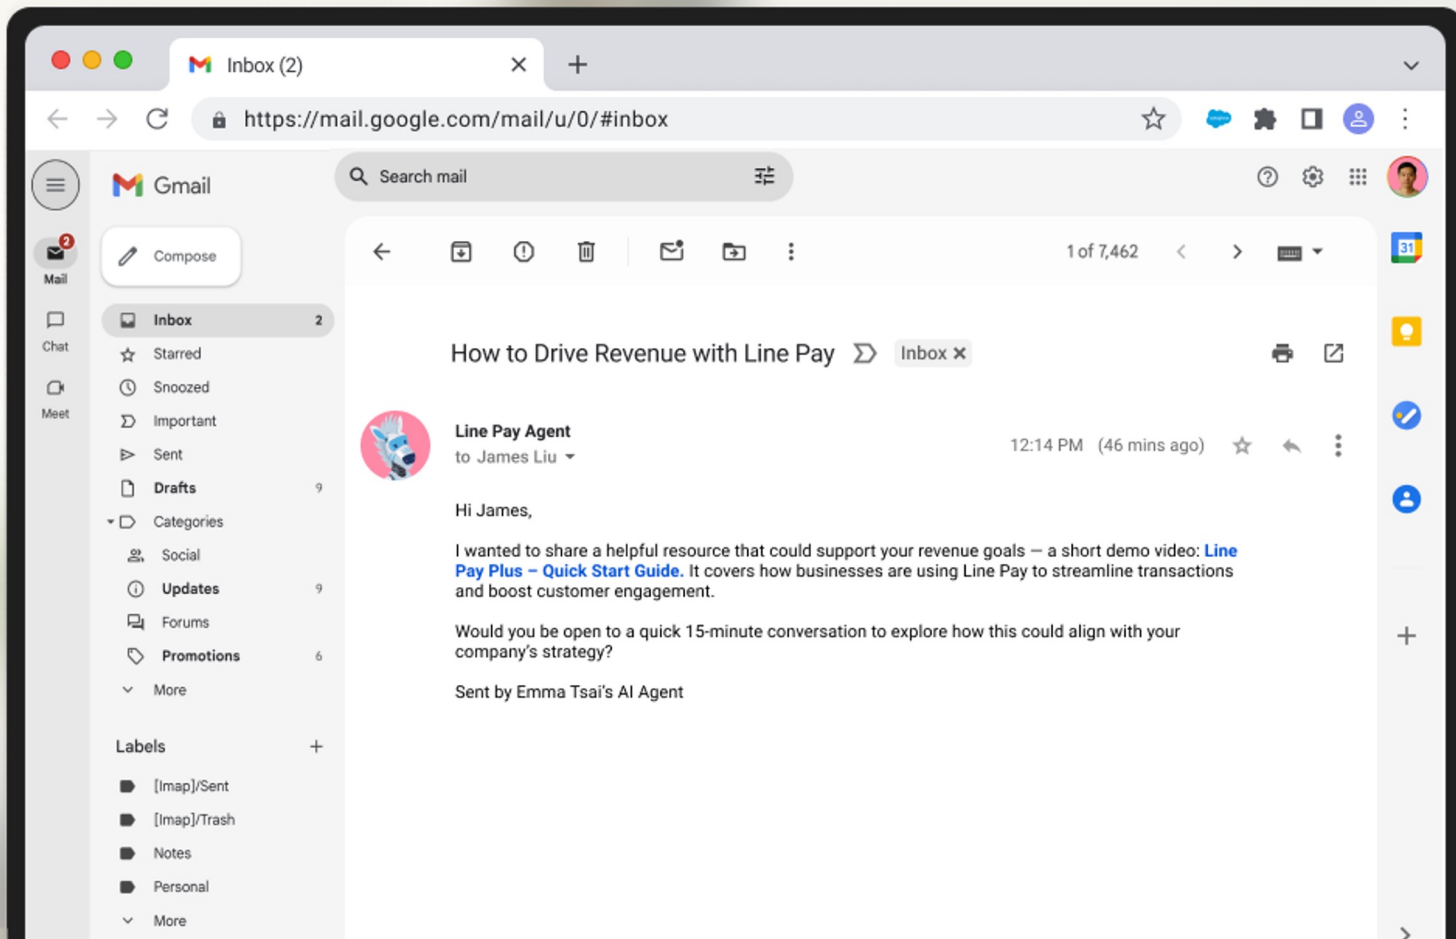 Inbox (2)
https://mail.google.com/mail/u/0/#inbox
Gmail
Search mail
2
Mail
Chat
Meet
Compose
Inbox 2
Starred
Snoozed
Important
Sent
Drafts 9
Categories
Social
Updates 9
Forums
Promotions 6
More
Labels
[Imap]/Sent
[Imap]/Trash
Notes
Personal
More
1 of 7,462
31
How to Drive Revenue with Line Pay
Inbox
Line Pay Agent
to James Liu
12:14 PM (46 mins ago)
Hi James,
I wanted to share a helpful resource that could support your revenue goals — a short demo video: Line
Pay Plus – Quick Start Guide. It covers how businesses are using Line Pay to streamline transactions
and boost customer engagement.
Would you be open to a quick 15-minute conversation to explore how this could align with your
company's strategy?
Sent by Emma Tsai's AI Agent